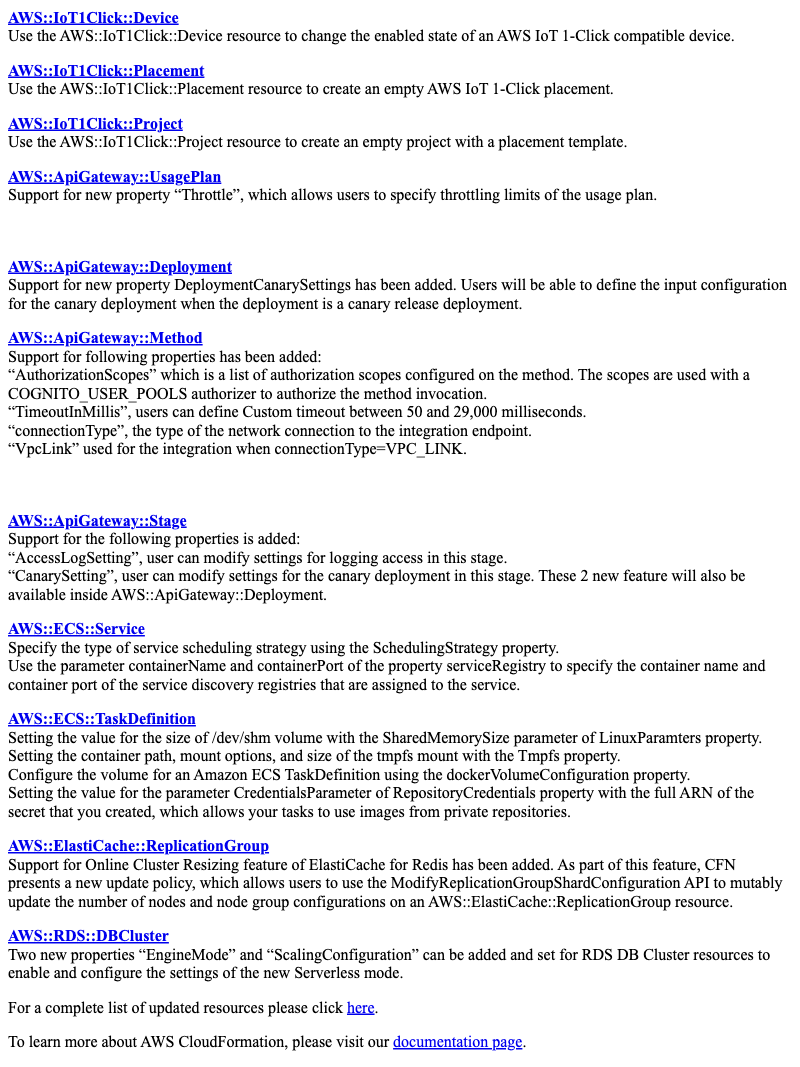 AWS::IoT1Click::Device
Use the AWS::IoT1Click::Device resource to change the enabled state of an AWS IoT 1-Click compatible device.
AWS::IoT1Click::Placement
Use the AWS::IoT1Click::Placement resource to create an empty AWS IoT 1-Click placement.
AWS::IoT1Click::Project
Use the AWS::IoT1Click::Project resource to create an empty project with a placement template.
AWS::ApiGateway::UsagePlan
Support for new property “Throttle”, which allows users to specify throttling limits of the usage plan.
AWS::ApiGateway::Deployment
Support for new property DeploymentCanarySettings has been added. Users will be able to define the input configuration
for the canary deployment when the deployment is a canary release deployment.
AWS::ApiGateway::Method
Support for following properties has been added:
“AuthorizationScopes” which is a list of authorization scopes configured on the method. The scopes are used with a
COGNITO_USER_POOLS authorizer to authorize the method invocation.
“TimeoutInMillis”, users can define Custom timeout between 50 and 29,000 milliseconds.
“connectionType”, the type of the network connection to the integration endpoint.
“VpcLink” used for the integration when connectionType=VPC_LINK.
AWS::ApiGateway::Stage
Support for the following properties is added:
“AccessLogSetting”, user can modify settings for logging access in this stage.
“CanarySetting”, user can modify settings for the canary deployment in this stage. These 2 new feature will also be
available inside AWS::ApiGateway::Deployment.
AWS::ECS::Service
Specify the type of service scheduling strategy using the SchedulingStrategy property.
Use the parameter containerName and containerPort of the property serviceRegistry to specify the container name and
container port of the service discovery registries that are assigned to the service.
AWS::ECS::TaskDefinition
Setting the value for the size of /dev/shm volume with the SharedMemorySize parameter of LinuxParamters property.
Setting the container path, mount options, and size of the tmpfs mount with the Tmpfs property.
Configure the volume for an Amazon ECS TaskDefinition using the dockerVolumeConfiguration property.
Setting the value for the parameter CredentialsParameter of RepositoryCredentials property with the full ARN of the
secret that you created, which allows your tasks to use images from private repositories.
AWS::ElastiCache::ReplicationGroup
Support for Online Cluster Resizing feature of ElastiCache for Redis has been added. As part of this feature, CFN
presents a new update policy, which allows users to use the ModifyReplicationGroupShardConfiguration API to mutably
update the number of nodes and node group configurations on an AWS::ElastiCache::ReplicationGroup resource.
AWS::RDS::DBCluster
Two new properties “EngineMode” and “ScalingConfiguration” can be added and set for RDS DB Cluster resources to
enable and configure the settings of the new Serverless mode.
For a complete list of updated resources please click here.
To learn more about AWS CloudFormation, please visit our documentation page.